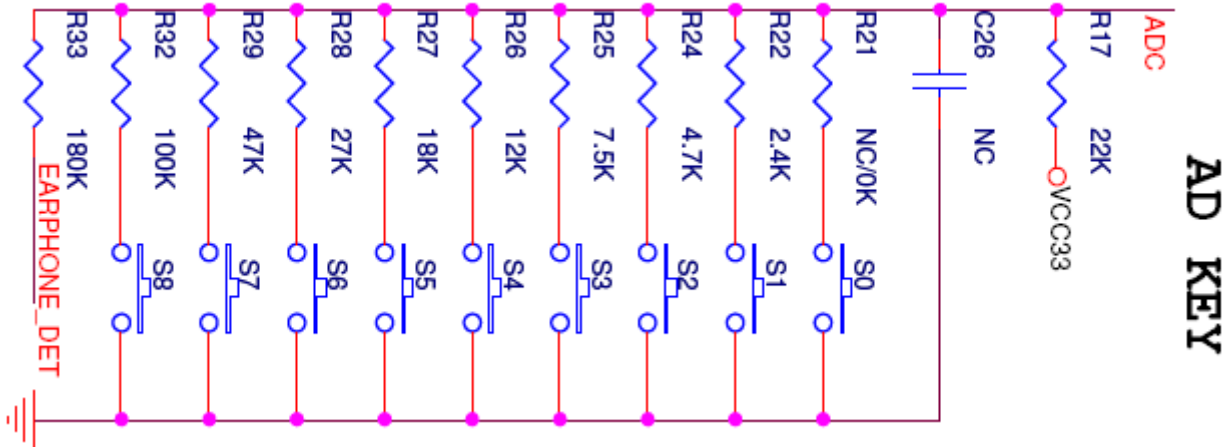 AD KEY
ADC
R17 22K
VCC33
C26 NC
R21 NC/0K S0
R22 2.4K S1
R24 4.7K S2
R25 7.5K S3
R26 12K S4
R27 18K S5
R28 27K S6
R29 47K S7
R32 100K S8
R33 180K
EARPHONE_DET